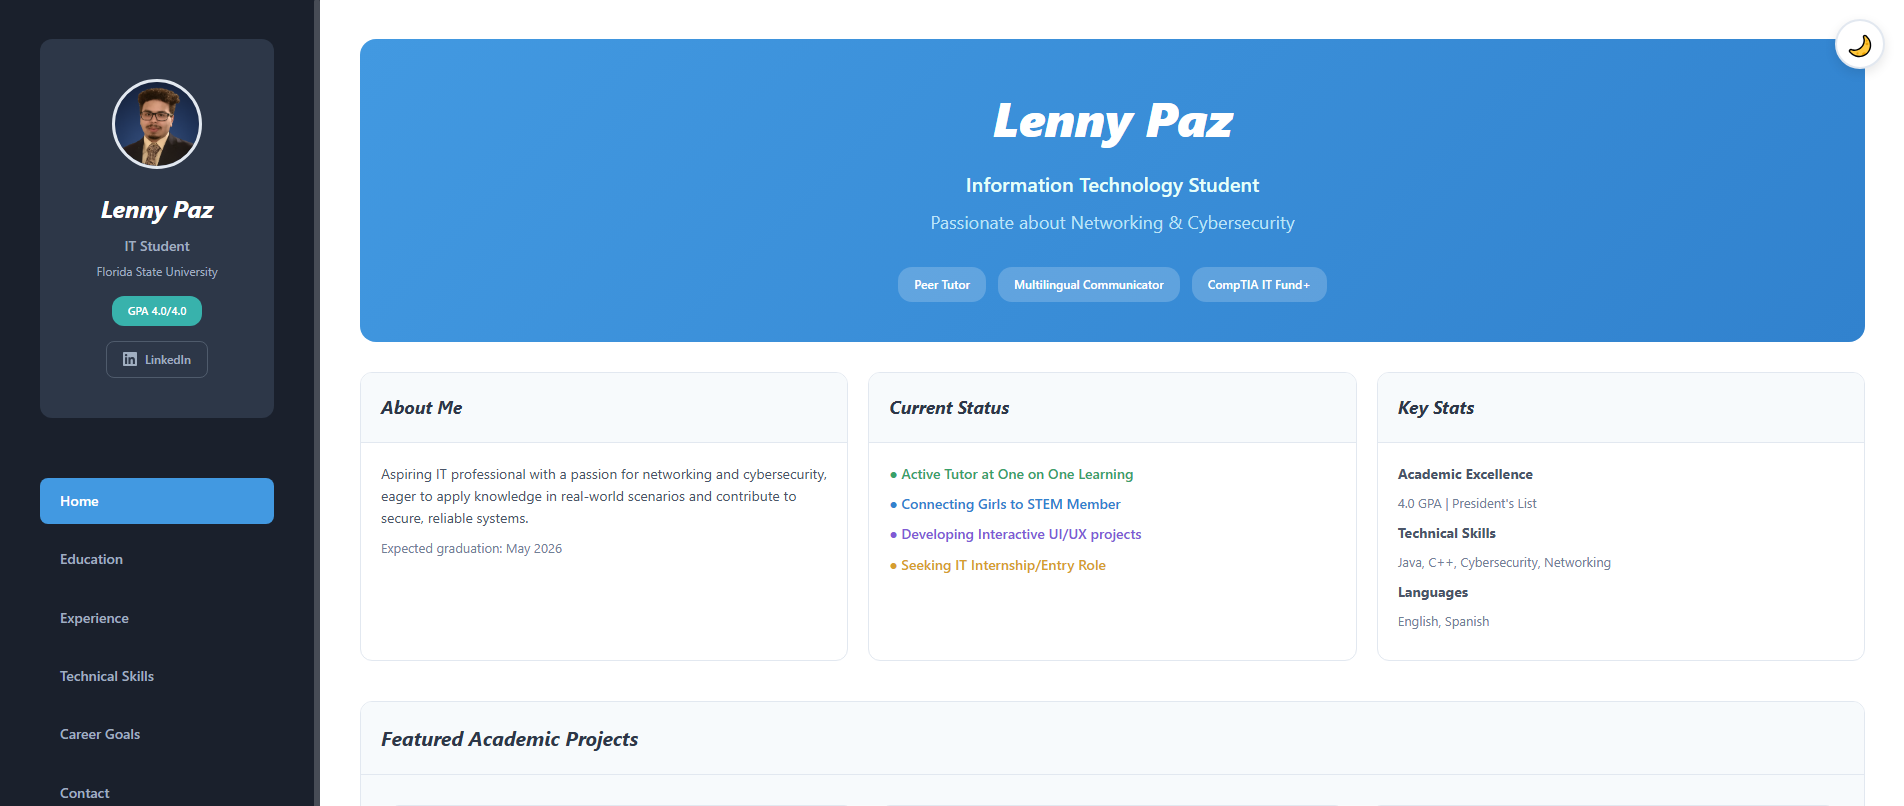 Lenny Paz
IT Student
Florida State University
GPA 4.0/4.0
LinkedIn
Home
Education
Experience
Technical Skills
Career Goals
Contact
Lenny Paz
Information Technology Student
Passionate about Networking & Cybersecurity
Peer Tutor
Multilingual Communicator
CompTIA IT Fund+
About Me
Aspiring IT professional with a passion for networking and cybersecurity,
eager to apply knowledge in real-world scenarios and contribute to
secure, reliable systems.
Expected graduation: May 2026
Current Status
● Active Tutor at One on One Learning
● Connecting Girls to STEM Member
● Developing Interactive UI/UX projects
● Seeking IT Internship/Entry Role
Key Stats
Academic Excellence
4.0 GPA | President's List
Technical Skills
Java, C++, Cybersecurity, Networking
Languages
English, Spanish
Featured Academic Projects